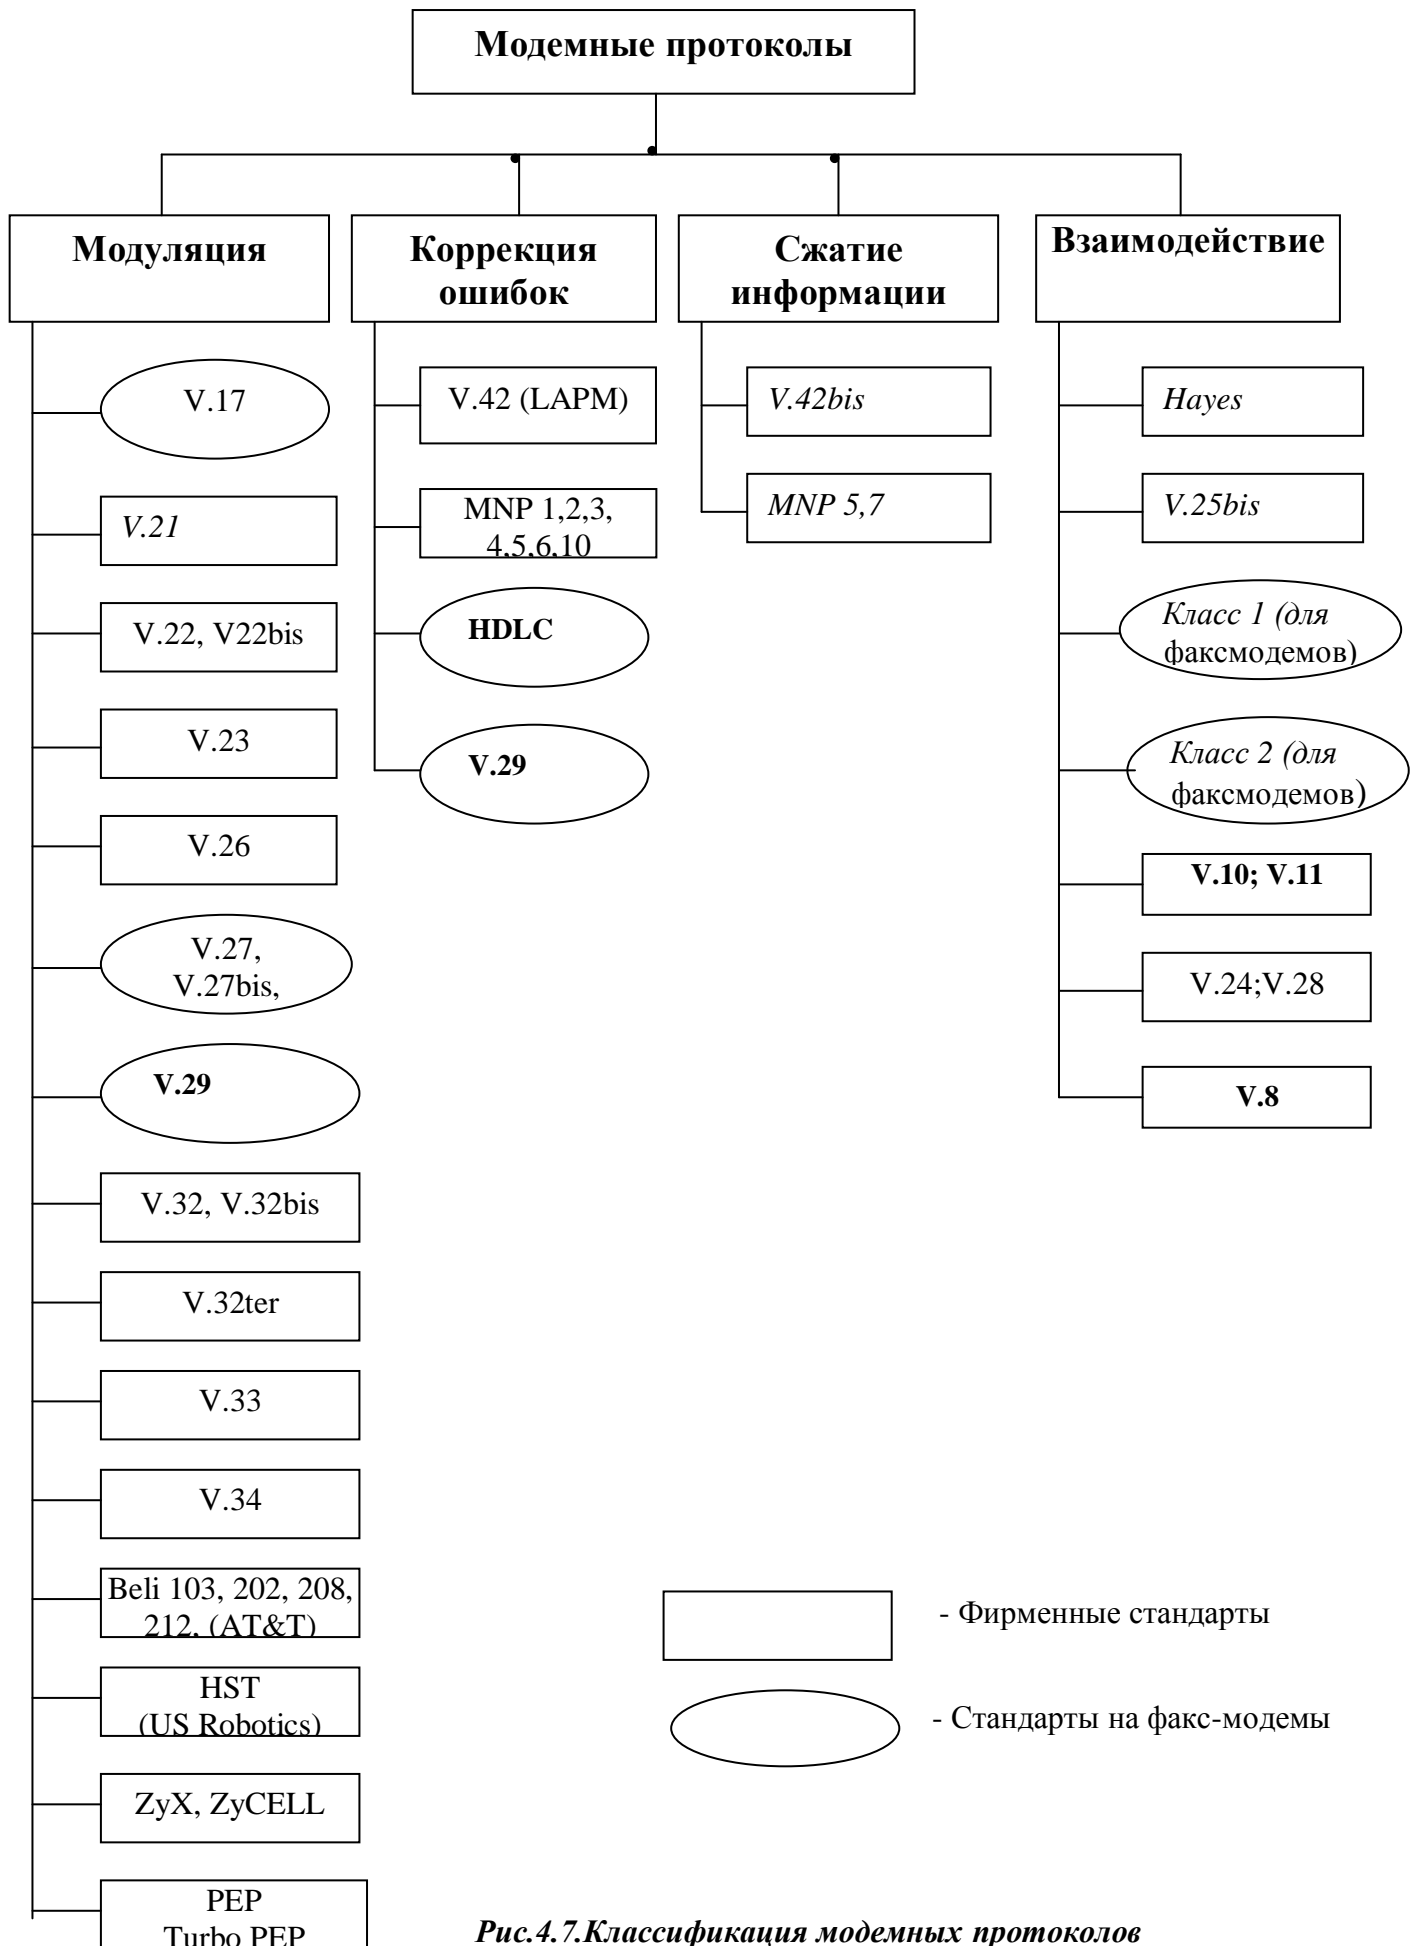 Модемные протоколы
Модуляция
Коррекция
ошибок
Сжатие
информации
Взаимодействие
V.17
V.21
V.22, V22bis
V.23
V.26
V.27,
V.27bis,
V.29
V.32, V.32bis
V.32ter
V.33
V.34
Beli 103, 202, 208,
212, (AT&T)
HST
(US Robotics)
ZyX, ZyCELL
PEP
Turbo PEP
V.42 (LAPM)
MNP 1,2,3,
4,5,6,10
HDLC
V.29
V.42bis
MNP 5,7
Hayes
V.25bis
Класс 1 (для
факсмодемов)
Класс 2 (для
факсмодемов)
V.10; V.11
V.24;V.28
V.8
- Фирменные стандарты
- Стандарты на факс-модемы
Рис.4.7.Классификация модемных протоколов